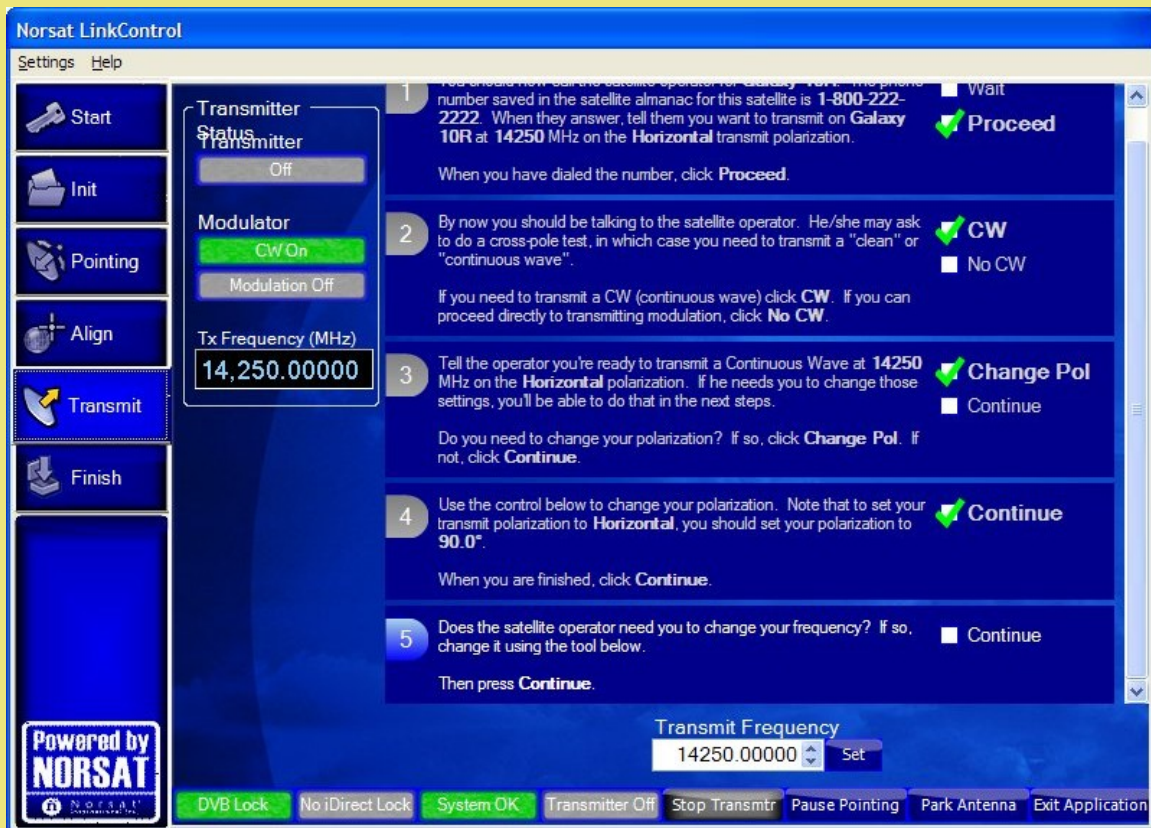 Norsat LinkControl
Settings Help
Start
Init
Pointing
Align
Transmit
Finish
Powered by
NORSAT
Norsat
Transmitter
Status
Transmitter
Off
Modulator
CW On
Modulation Off
Tx Frequency (MHz)
14,250.00000
1
You should now call the satellite operator for Galaxy 10R. The phone
number saved in the satellite almanac for this satellite is 1-800-222-
2222. When they answer, tell them you want to transmit on Galaxy
10R at 14250 MHz on the Horizontal transmit polarization.
When you have dialed the number, click Proceed.
Wait
Proceed
2
By now you should be talking to the satellite operator. He/she may ask
to do a cross-pole test, in which case you need to transmit a "clean" or
"continuous wave".
If you need to transmit a CW (continuous wave) click CW. If you can
proceed directly to transmitting modulation, click No CW.
CW
No CW
3
Tell the operator you're ready to transmit a Continuous Wave at 14250
MHz on the Horizontal polarization. If he needs you to change those
settings, you'll be able to do that in the next steps.
Do you need to change your polarization? If so, click Change Pol. If
not, click Continue.
Change Pol
Continue
4
Use the control below to change your polarization. Note that to set your
transmit polarization to Horizontal, you should set your polarization to
90.0°.
When you are finished, click Continue.
Continue
5
Does the satellite operator need you to change your frequency? If so,
change it using the tool below.
Then press Continue.
Continue
Transmit Frequency
14250.00000 Set
DVB Lock No iDirect Lock System OK Transmitter Off Stop Transmtr Pause Pointing Park Antenna Exit Application